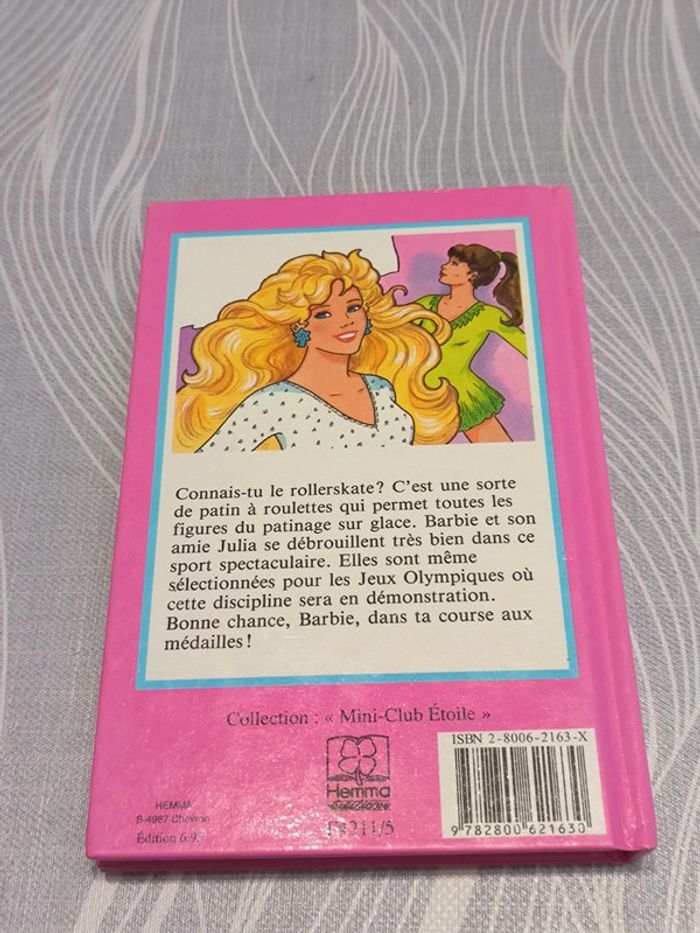 Connais-tu le rollerskate? C'est une sorte
de patin à roulettes qui permet toutes les
figures du patinage sur glace. Barbie et son
amie Julia se débrouillent très bien dans ce
sport spectaculaire. Elles sont même
sélectionnées pour les Jeux Olympiques où
cette discipline sera en démonstration.
Bonne chance, Barbie, dans ta course aux
médailles!
Collection : « Mini-Club Étoile »
ISBN 2-8006-2163-X
Hemma
HEMMA
B-4987 Chevron
Édition 6.95
9 782800 621630